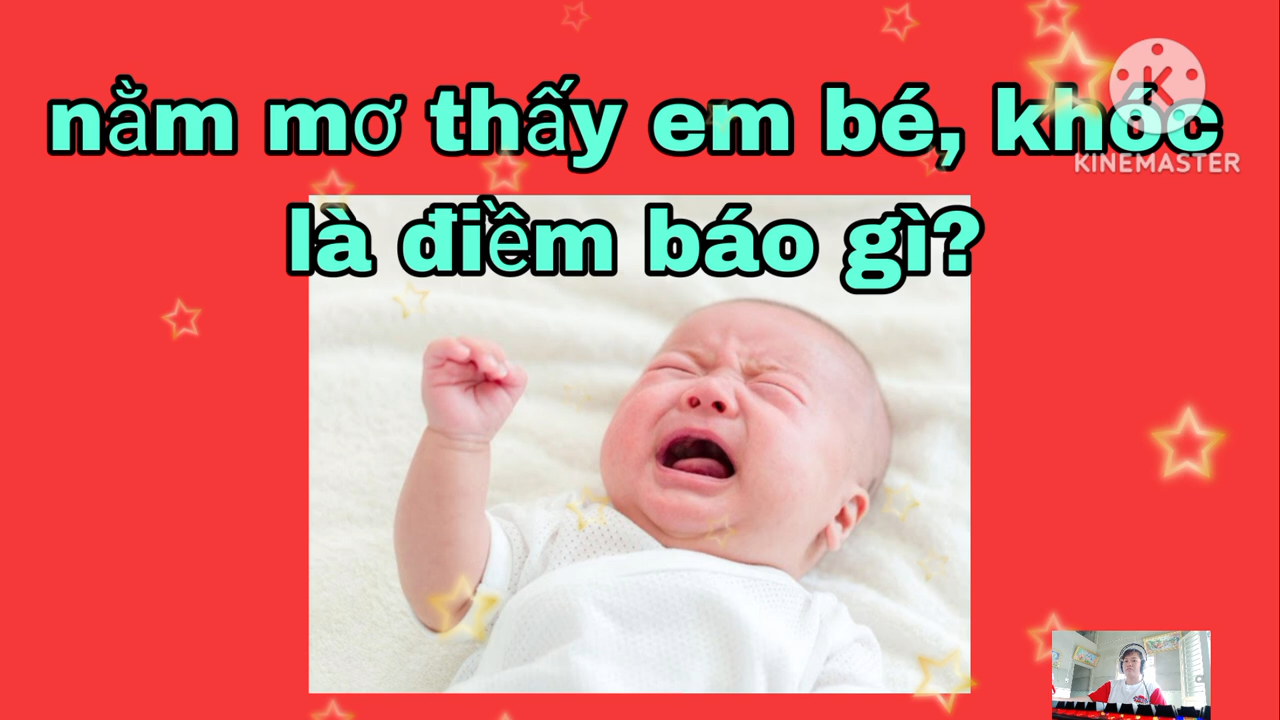 nằm mơ thấy em bé, khóc
KINEMASTER
là điềm báo gì?